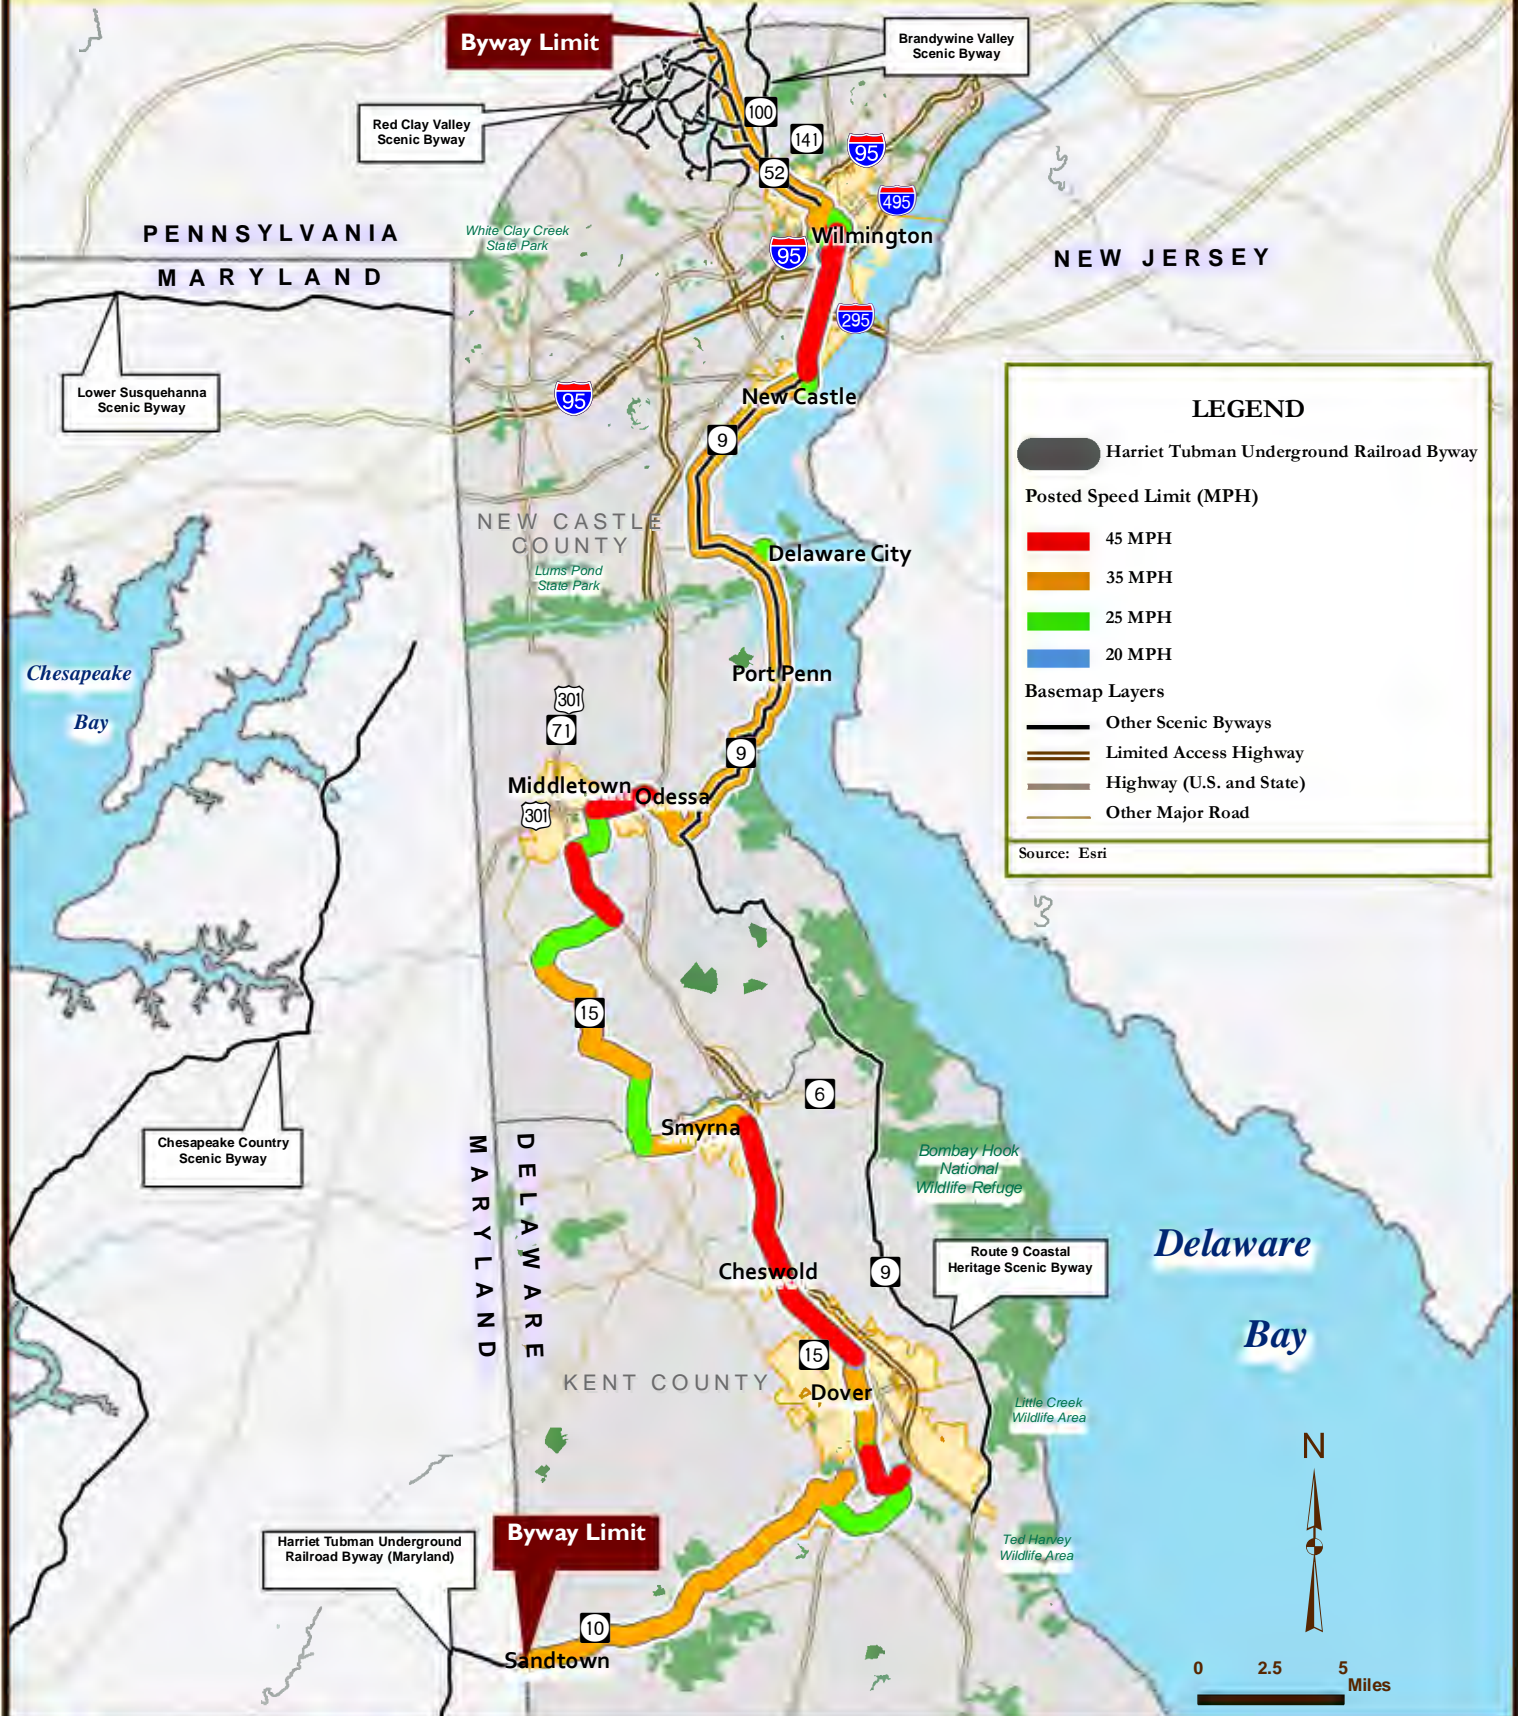 Byway Limit
Brandywine Valley
Scenic Byway
100
Red Clay Valley
Scenic Byway
141
95
52
495
PENNSYLVANIA
White Clay Creek
State Park
Wilmington
95
NEW JERSEY
MARYLAND
295
Lower Susquehanna
Scenic Byway
95
New Castle
9
LEGEND
Harriet Tubman Underground Railroad Byway
Posted Speed Limit (MPH)
45 MPH
35 MPH
25 MPH
20 MPH
Basemap Layers
Other Scenic Byways
Limited Access Highway
Highway (U.S. and State)
Other Major Road
Source: Esri
NEW CASTLE
COUNTY
Delaware City
Lums Pond
State Park
Chesapeake
Bay
Port Penn
301
71
9
Middletown
Odessa
301
15
6
Smyrna
Chesapeake Country
Scenic Byway
MARYLAND
DELAWARE
Bombay Hook
National
Wildlife Refuge
Delaware
Bay
Route 9 Coastal
Heritage Scenic Byway
Cheswold
9
15
KENT COUNTY
Dover
Little Creek
Wildlife Area
N
Harriet Tubman Underground
Railroad Byway (Maryland)
Byway Limit
Ted Harvey
Wildlife Area
10
Sandtown
0 2.5 5
Miles